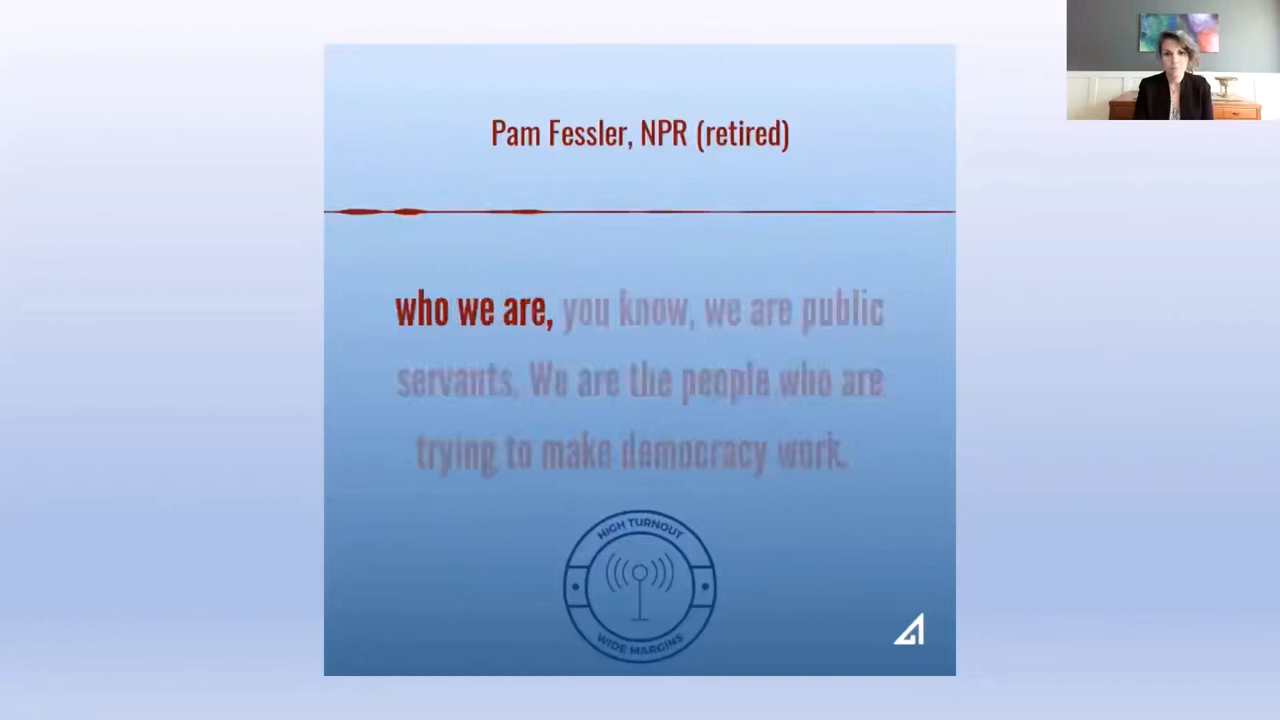 Pam Fessler, NPR (retired)
who we are, you know, we are public
servants. We are the people who are
trying to make democracy work.
HIGH TURNOUT
WIDE MARGINS